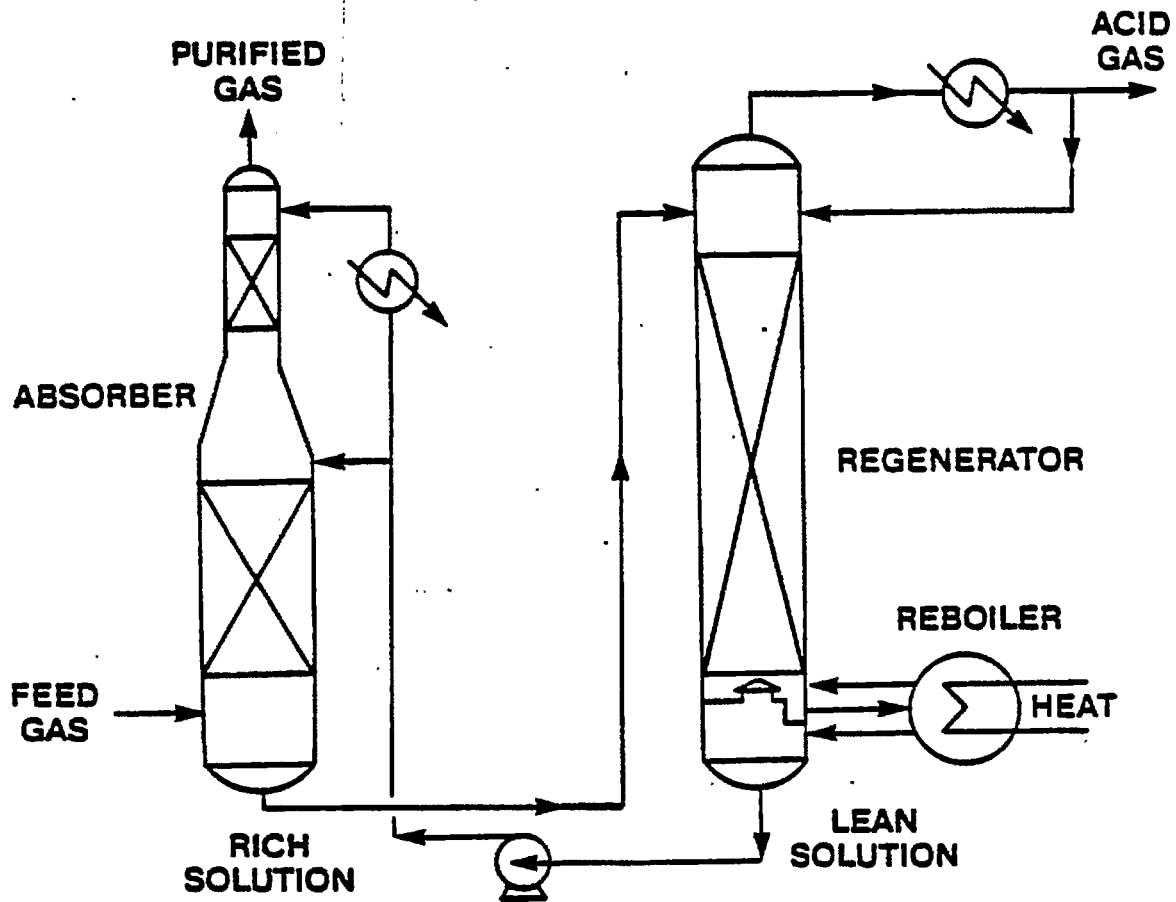 PURIFIED
GAS
ACID
GAS
ABSORBER
REGENERATOR
REBOILER
FEED
GAS
HEAT
RICH
SOLUTION
LEAN
SOLUTION